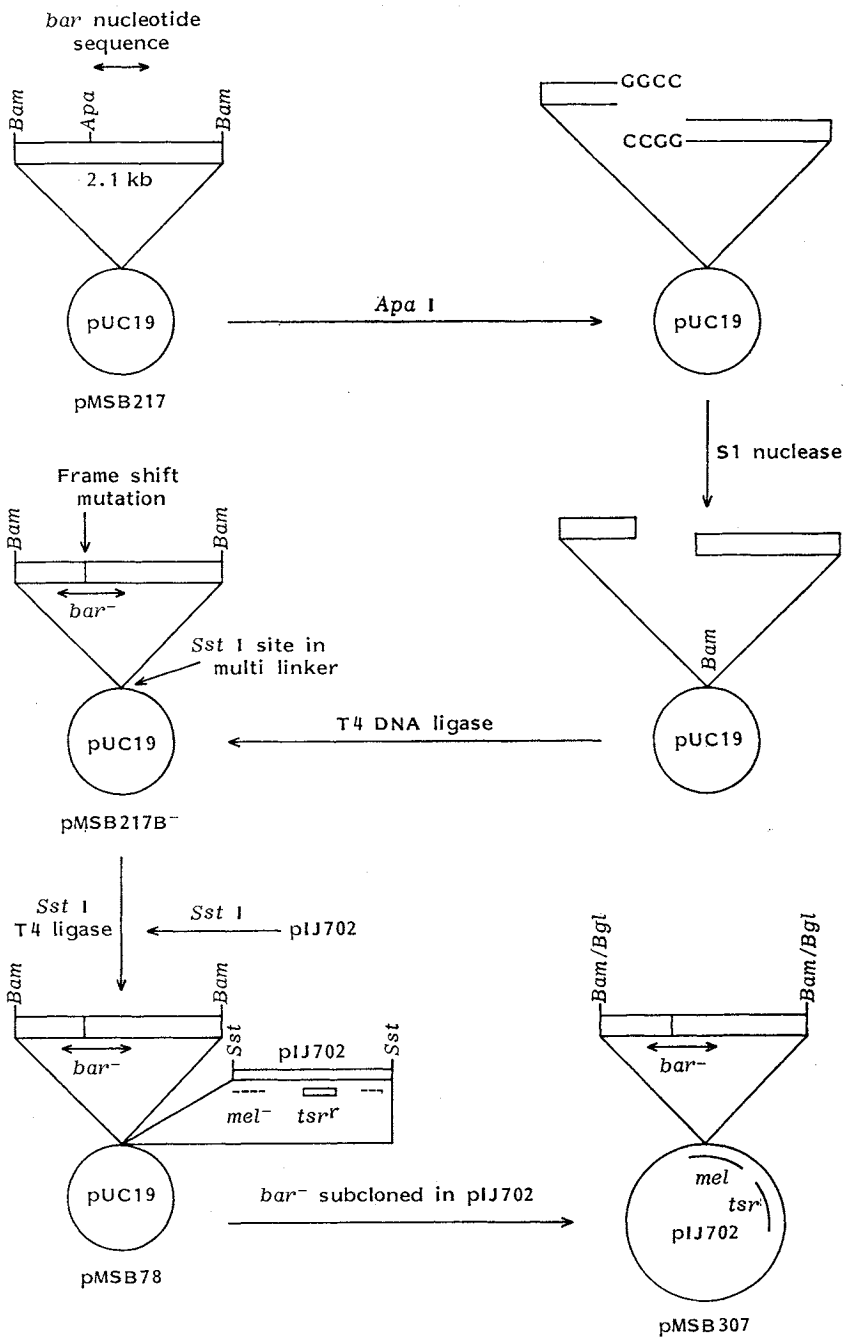 bar nucleotide
sequence
Bam
Apa
Bam
2.1 kb
pUC19
pMSB217
Apa I
GGCC
CCGG
pUC19
S1 nuclease
Bam
pUC19
T4 DNA ligase
Frame shift
mutation
Bam
Bam
bar⁻
Sst I site in
multi linker
pUC19
pMSB217B⁻
Sst I
T4 ligase
Sst I
pIJ702
Bam
Bam
bar⁻
Sst
pIJ702
Sst
mel⁻
tsrʳ
pUC19
pMSB78
bar⁻ subcloned in pIJ702
Bam/Bgl
Bam/Bgl
bar⁻
mel
tsr
pIJ702
pMSB307